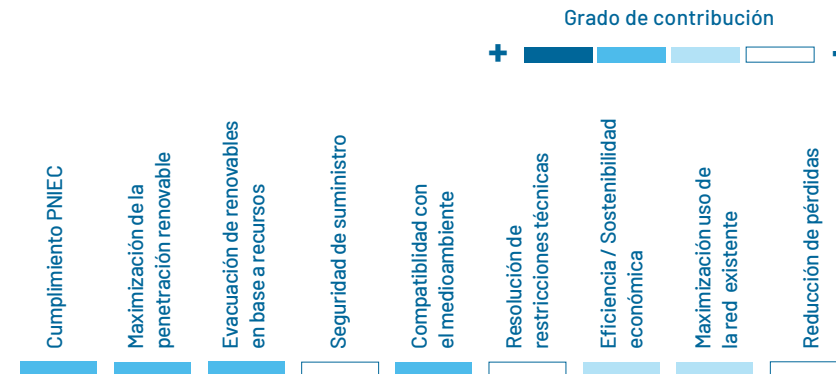 Grado de contribución
+
Cumplimiento PNIEC
Maximización de la
penetración renovable
Evacuación de renovables
en base a recursos
Seguridad de suministro
Compatiblidad con
el medioambiente
Resolución de
restricciones técnicas
Eficiencia / Sostenibilidad
económica
Maximización uso de
la red existente
Reducción de pérdidas